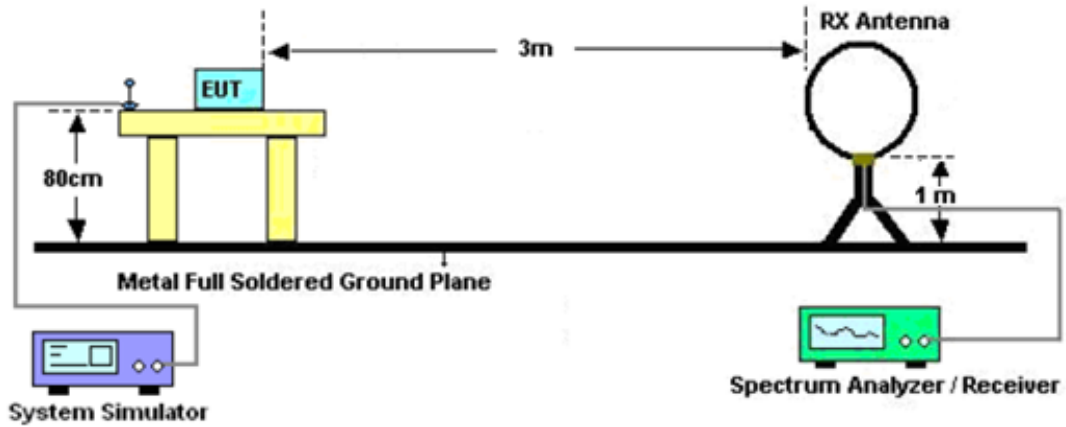 RX Antenna
3m
EUT
80cm
1 m
Metal Full Soldered Ground Plane
System Simulator
Spectrum Analyzer / Receiver